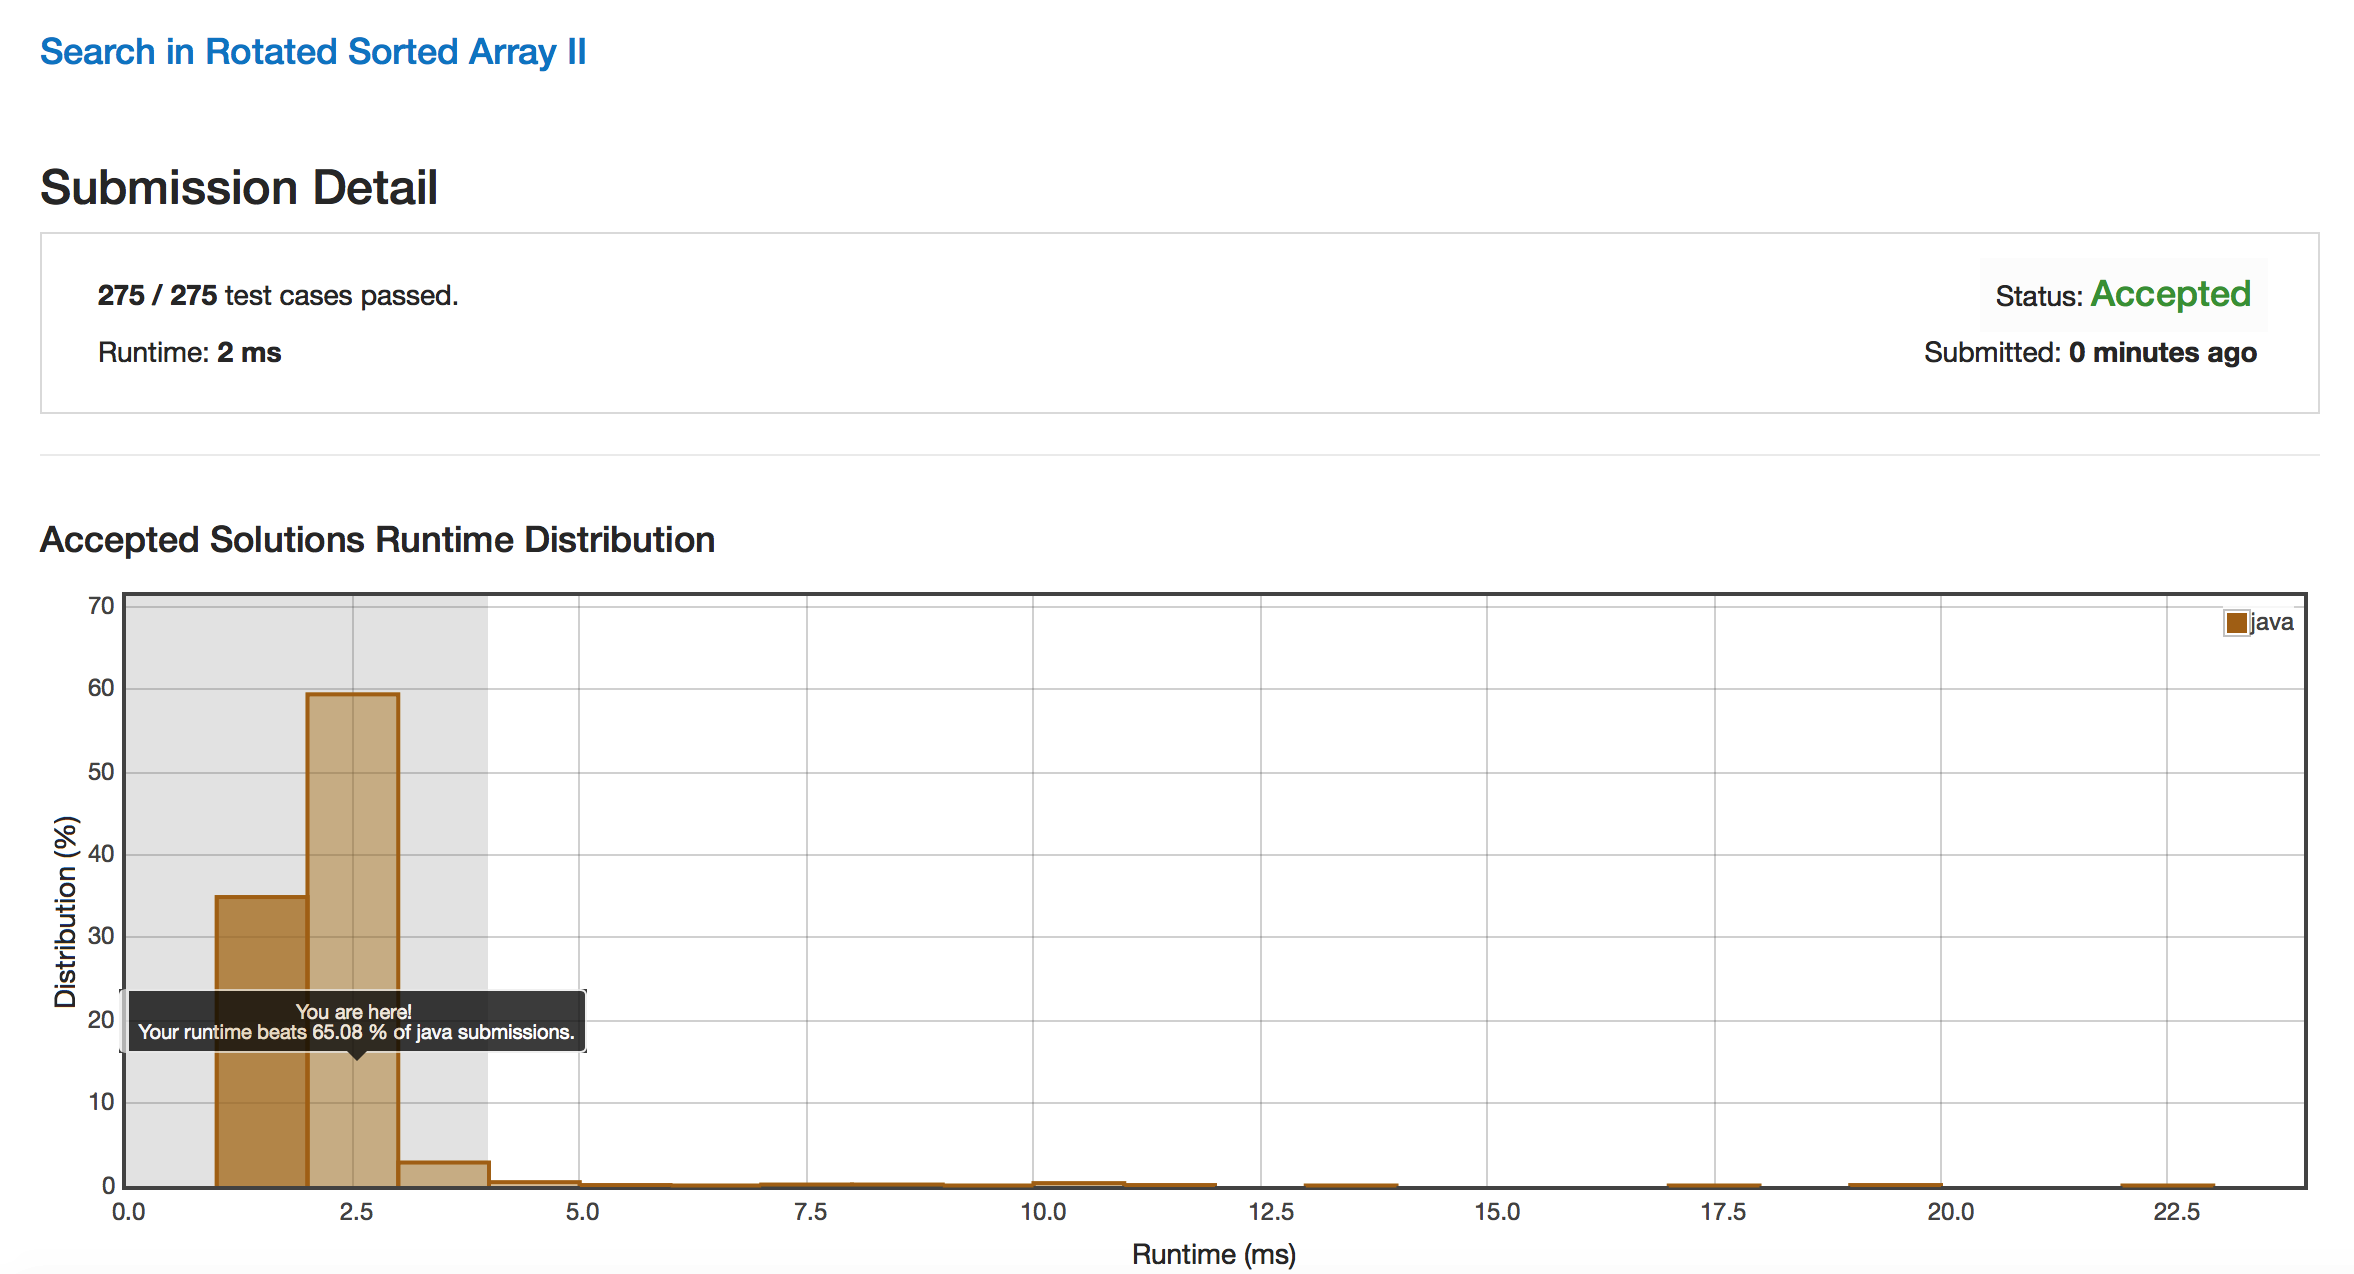 Search in Rotated Sorted Array II
Submission Detail
275 / 275 test cases passed.
Status: Accepted
Runtime: 2 ms
Submitted: 0 minutes ago
Accepted Solutions Runtime Distribution
70
60
50
40
30
20
10
0
Distribution (%)
java
You are here!
Your runtime beats 65.08 % of java submissions.
0.0
2.5
5.0
7.5
10.0
12.5
15.0
17.5
20.0
22.5
Runtime (ms)